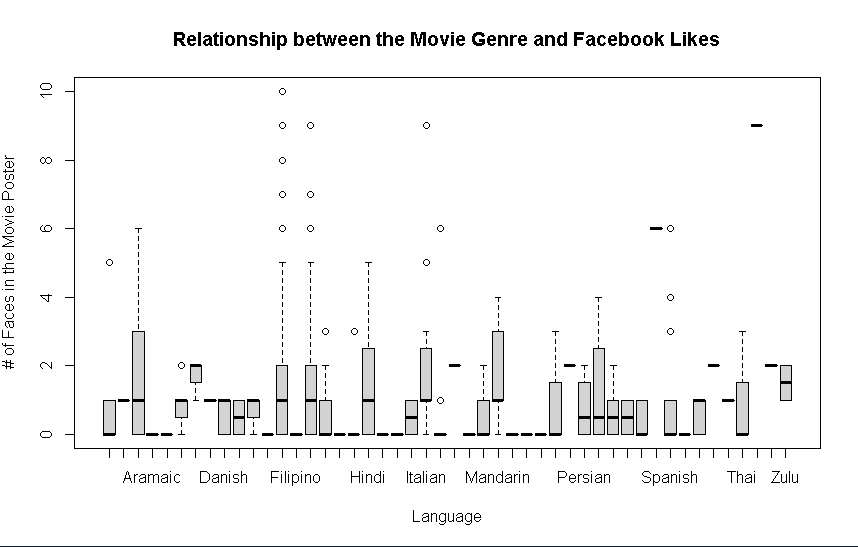 Relationship between the Movie Genre and Facebook Likes
# of Faces in the Movie Poster
10
8
6
4
2
0
Aramaic Danish Filipino Hindi Italian Mandarin Persian Spanish Thai Zulu
Language